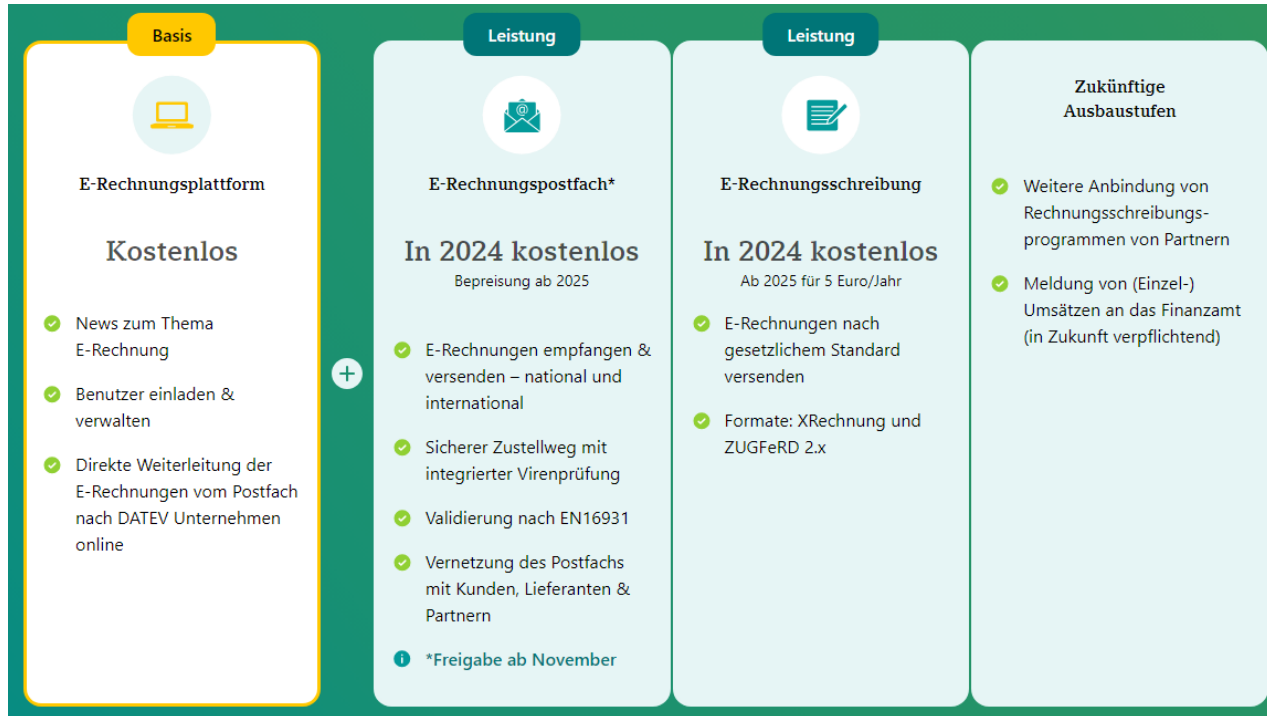 Basis
E-Rechnungsplattform
Kostenlos
News zum Thema
E-Rechnung
Benutzer einladen &
verwalten
Direkte Weiterleitung der
E-Rechnungen vom Postfach
nach DATEV Unternehmen
online
Leistung
E-Rechnungspostfach*
In 2024 kostenlos
Bepreisung ab 2025
E-Rechnungen empfangen &
versenden – national und
international
Sicherer Zustellweg mit
integrierter Virenprüfung
Validierung nach EN16931
Vernetzung des Postfachs
mit Kunden, Lieferanten &
Partnern
*Freigabe ab November
Leistung
E-Rechnungsschreibung
In 2024 kostenlos
Ab 2025 für 5 Euro/Jahr
E-Rechnungen nach
gesetzlichem Standard
versenden
Formate: XRechnung und
ZUGFeRD 2.x
Zukünftige
Ausbaustufen
Weitere Anbindung von
Rechnungsschreibungs-
programmen von Partnern
Meldung von (Einzel-)
Umsätzen an das Finanzamt
(in Zukunft verpflichtend)